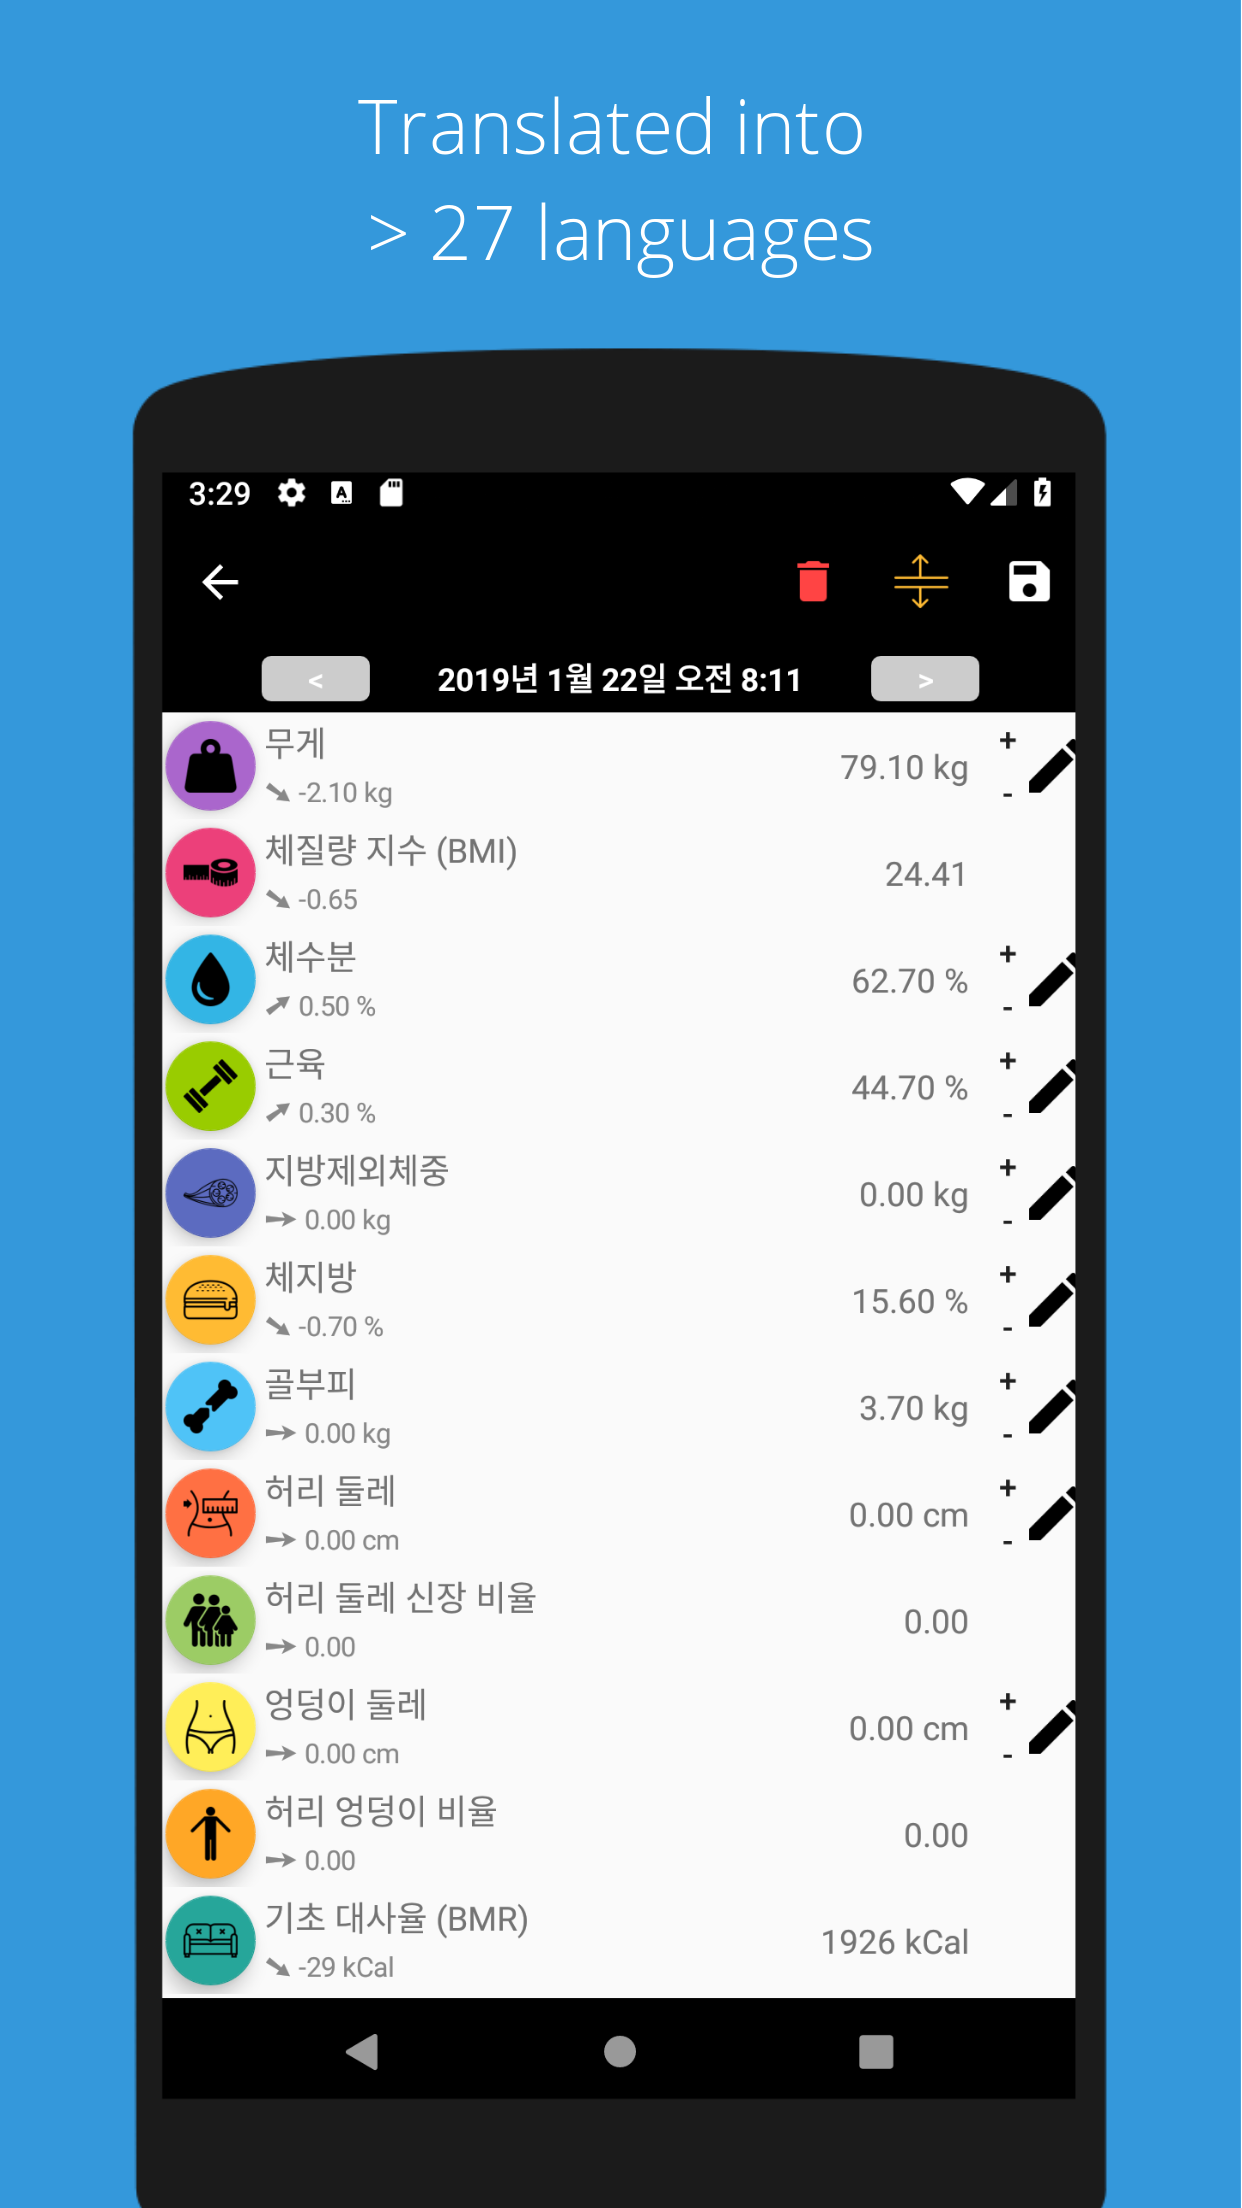 Translated into
> 27 languages
3:29
A
< 2019년 1월 22일 오전 8:11 >
무게
79.10 kg
+
-
-2.10 kg
체질량 지수 (BMI)
24.41
-0.65
체수분
62.70 %
+
-
0.50 %
근육
44.70 %
+
-
0.30 %
지방제외체중
0.00 kg
+
-
0.00 kg
체지방
15.60 %
+
-
-0.70 %
골부피
3.70 kg
+
-
0.00 kg
허리 둘레
0.00 cm
+
-
0.00 cm
허리 둘레 신장 비율
0.00
0.00
엉덩이 둘레
0.00 cm
+
-
0.00 cm
허리 엉덩이 비율
0.00
0.00
기초 대사율 (BMR)
1926 kCal
-29 kCal